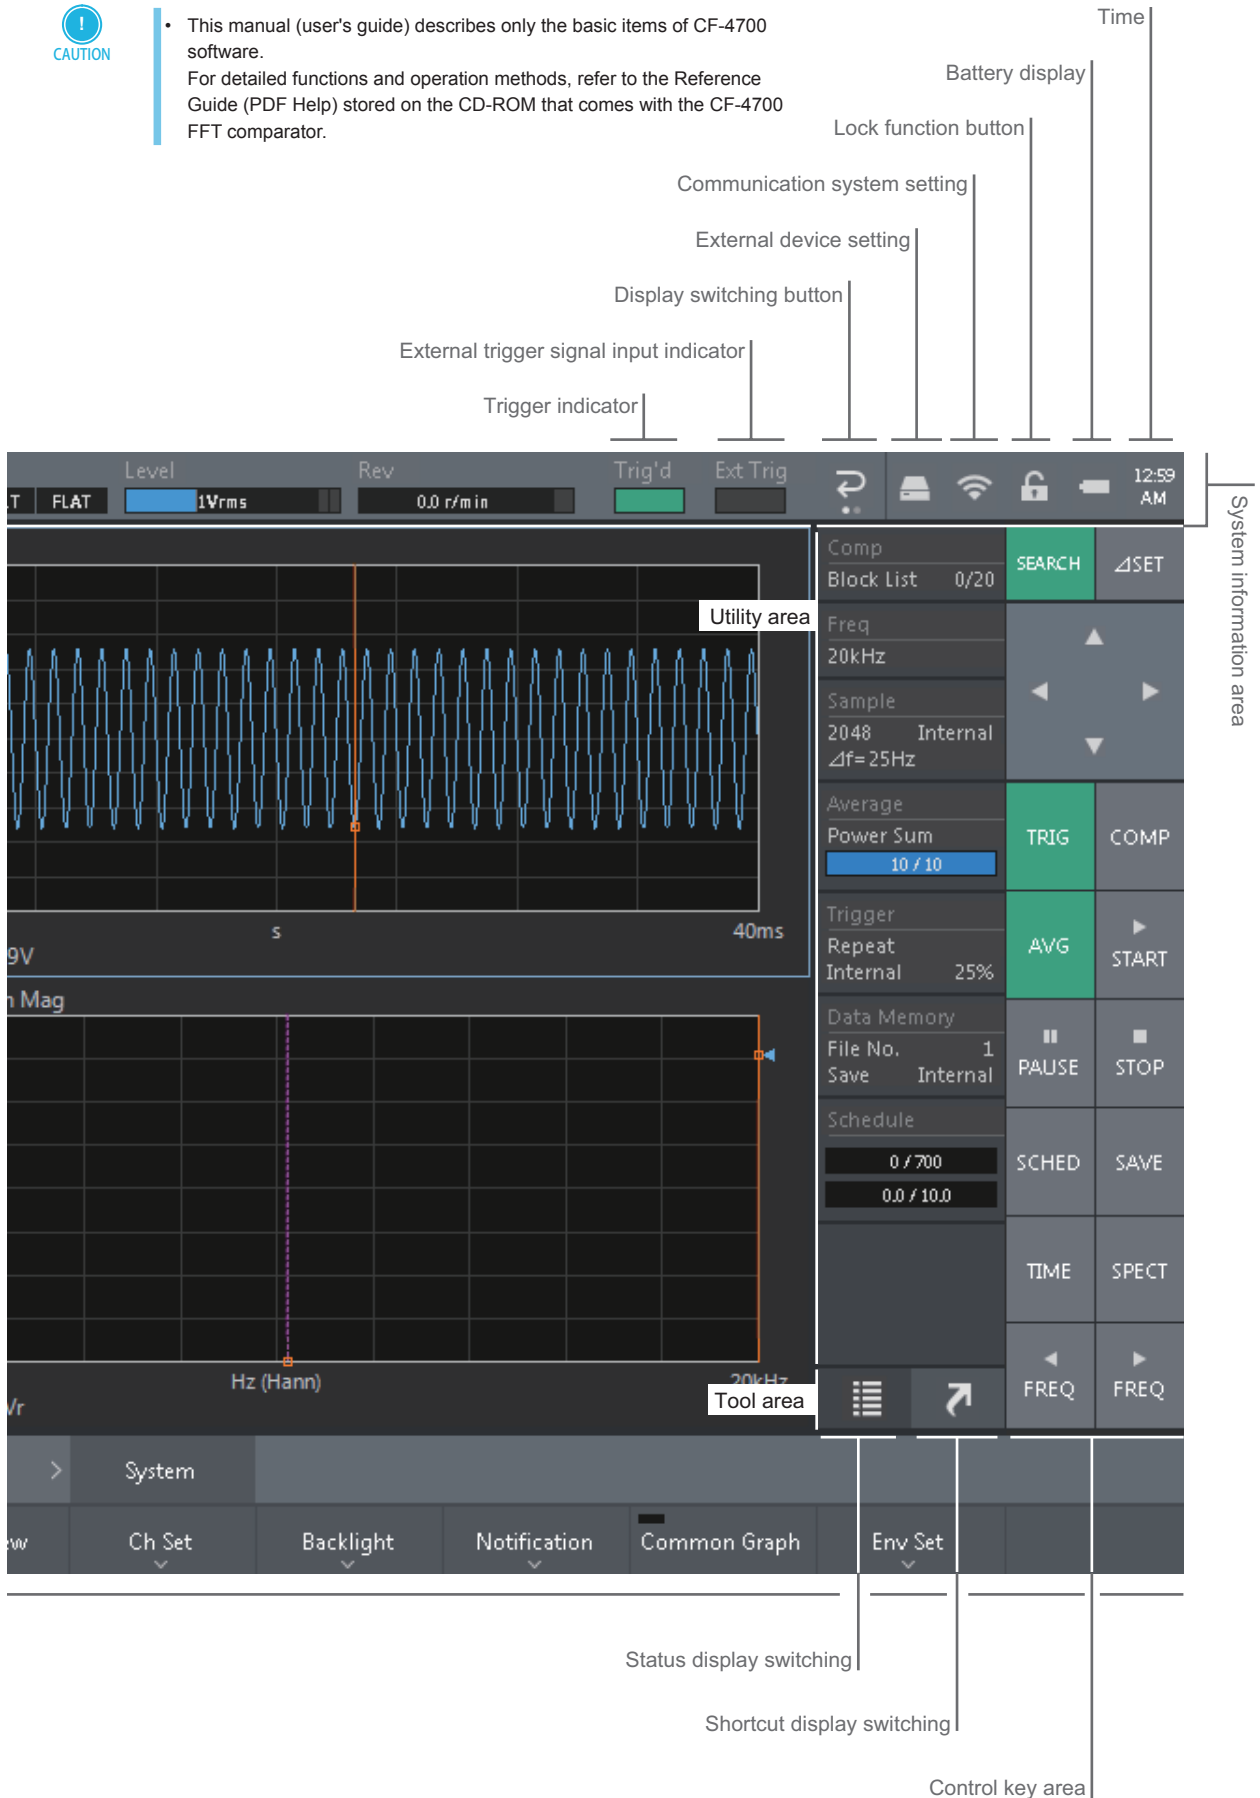 !
CAUTION
• This manual (user's guide) describes only the basic items of CF-4700
software.
For detailed functions and operation methods, refer to the Reference
Guide (PDF Help) stored on the CD-ROM that comes with the CF-4700
FFT comparator.
Time
Battery display
Lock function button
Communication system setting
External device setting
Display switching button
External trigger signal input indicator
Trigger indicator
Level
Rev
Trig'd
Ext Trig
T
FLAT
1Vrms
0.0 r/min
12:59
AM
System information area
Comp
Block List 0/20
SEARCH
⊿SET
Utility area
Freq
20kHz
Sample
2048 Internal
⊿f=25Hz
Average
Power Sum
10 / 10
TRIG
COMP
s
40ms
9V
Trigger
Repeat
Internal 25%
AVG
START
Mag
Data Memory
File No. 1
Save Internal
PAUSE
STOP
Schedule
0 / 700
0.0 / 10.0
SCHED
SAVE
TIME
SPECT
Hz (Hann)
20kHz
Vr
Tool area
FREQ
FREQ
> System
ew
Ch Set
Backlight
Notification
Common Graph
Env Set
Status display switching
Shortcut display switching
Control key area